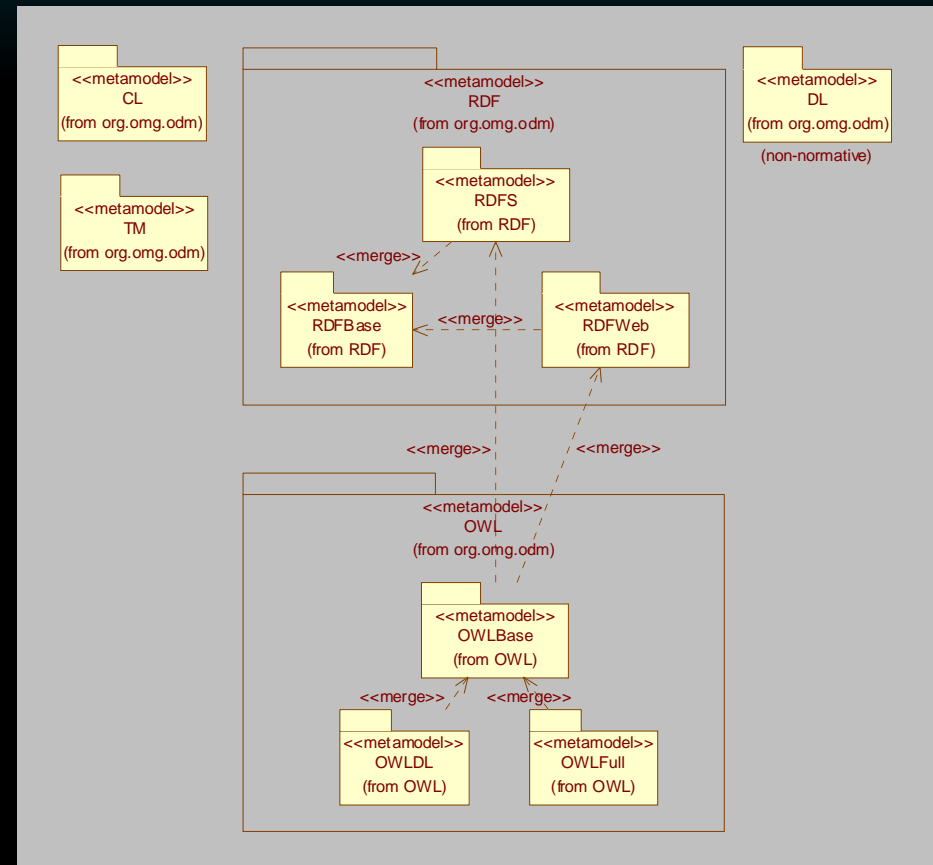 <<metamodel>>
CL
(from org.omg.odm)
<<metamodel>>
TM
(from org.omg.odm)
<<metamodel>>
RDF
(from org.omg.odm)
<<metamodel>>
DL
(from org.omg.odm)
(non-normative)
<<metamodel>>
RDFS
(from RDF)
<<merge>>
<<metamodel>>
RDFBase
(from RDF)
<<merge>>
<<metamodel>>
RDFWeb
(from RDF)
<<merge>>
<<merge>>
<<metamodel>>
OWL
(from org.omg.odm)
<<metamodel>>
OWLBase
(from OWL)
<<merge>>
<<merge>>
<<metamodel>>
OWLDL
(from OWL)
<<metamodel>>
OWLFull
(from OWL)